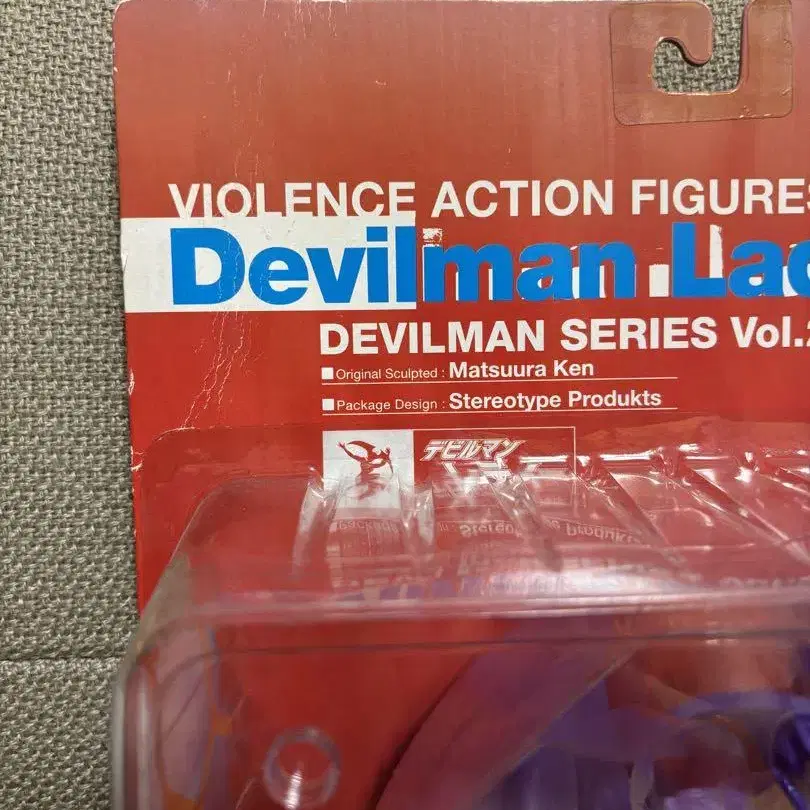 VIOLENCE ACTION FIGURES
Devilman Lad
DEVILMAN SERIES Vol.
Original Sculpted : Matsuura Ken
Package Design : Stereotype Produkts
デビルマン